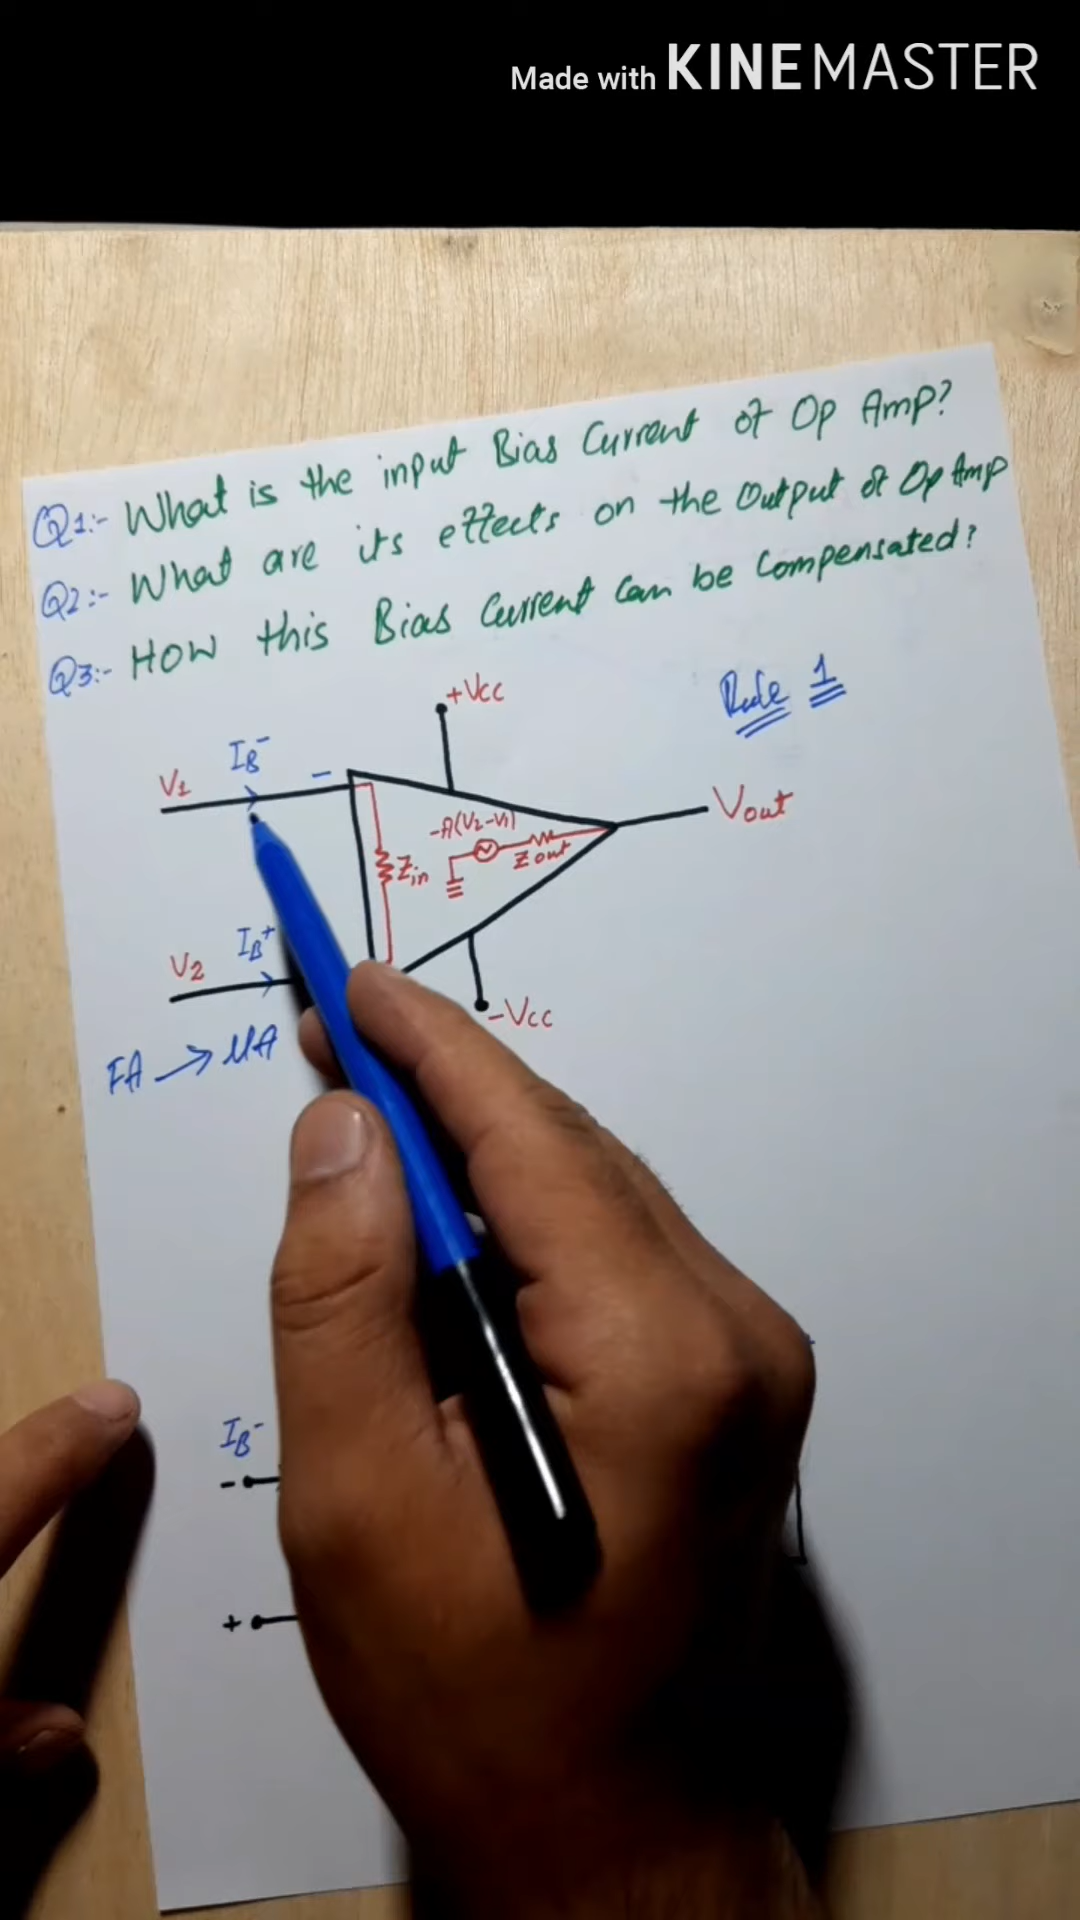 Made with KINEMASTER
Q1:- What is the input Bias Current of Op Amp?
Q2:- What are its effects on the Output of Op Amp
Q3:- How this Bias Current Can be Compensated?
Rule 1
+Vcc
IB-
V1
-
-A(V2-V1)
Zout
Zin
Vout
IB+
V2
-Vcc
FA → μA
IB-
-
+